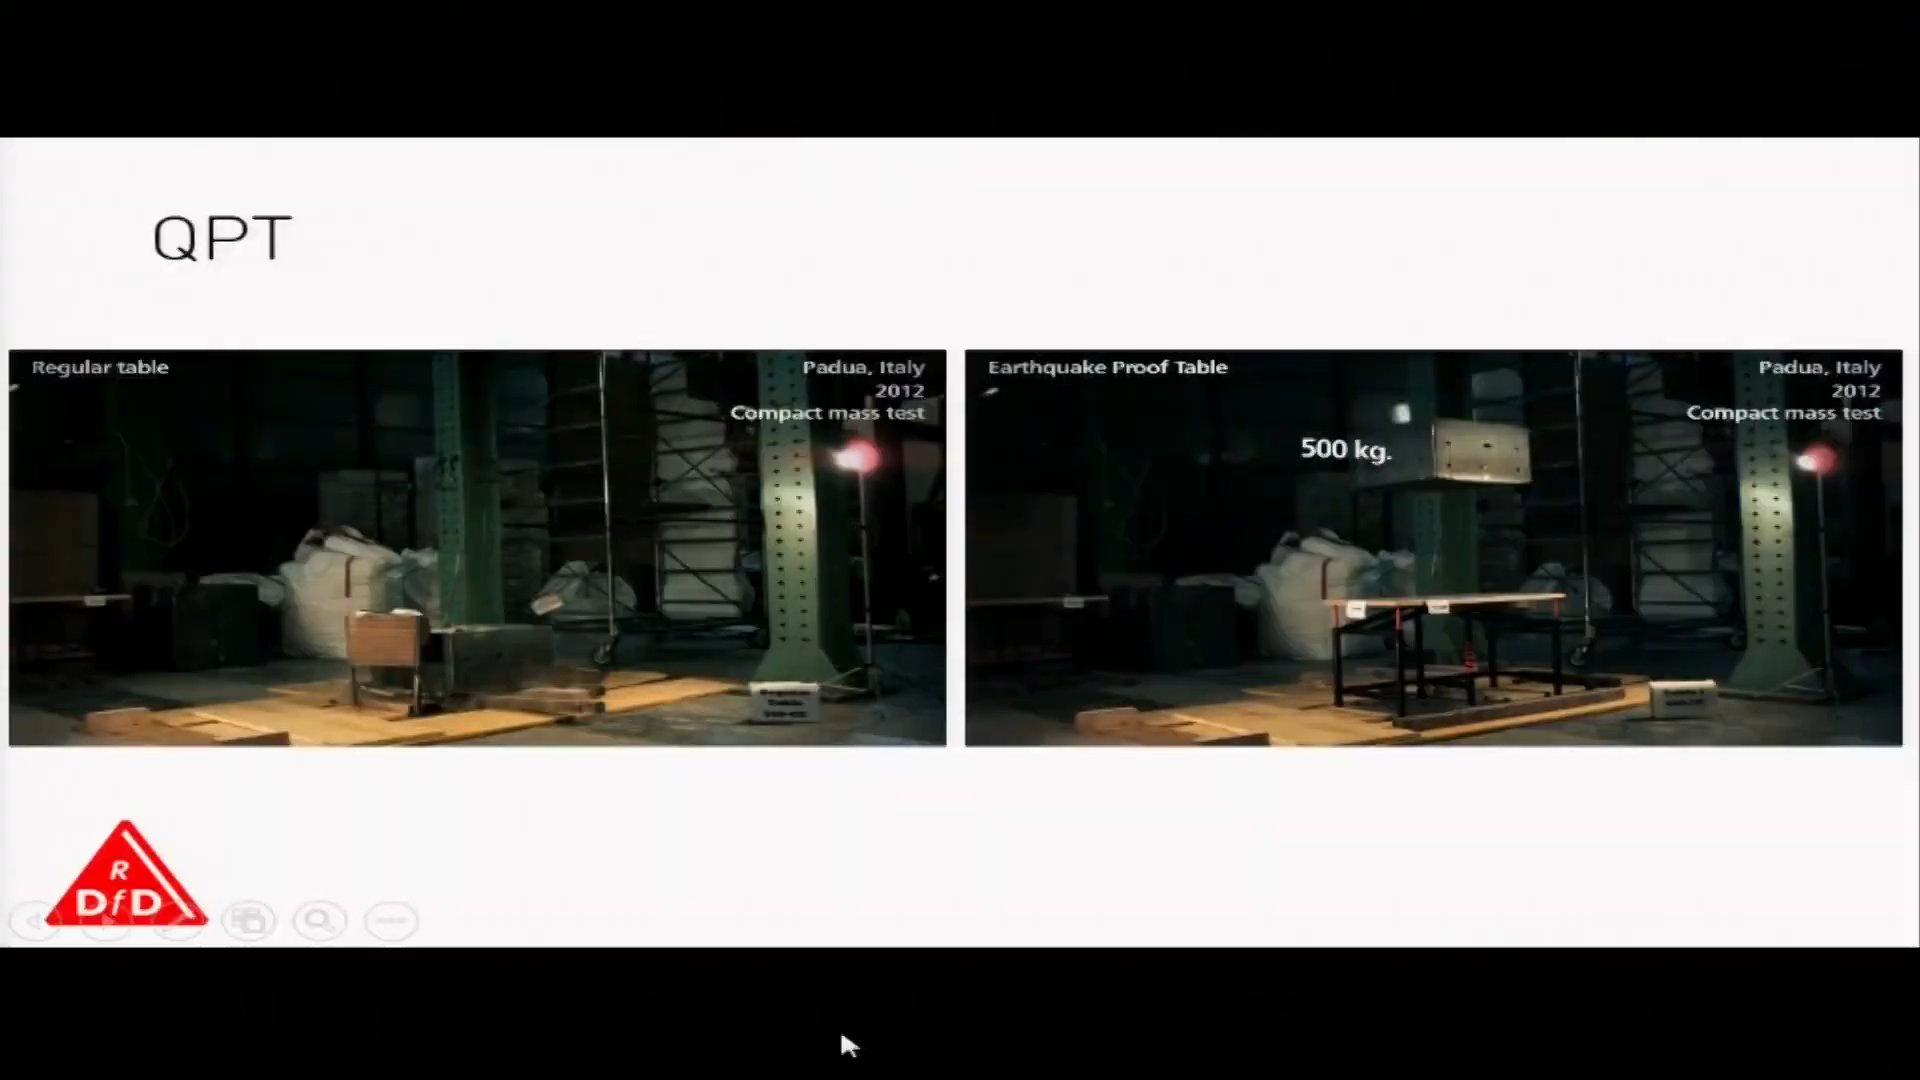 QPT
Regular table
Padua, Italy
2012
Compact mass test
Earthquake Proof Table
Padua, Italy
2012
Compact mass test
500 kg.
R
DfD